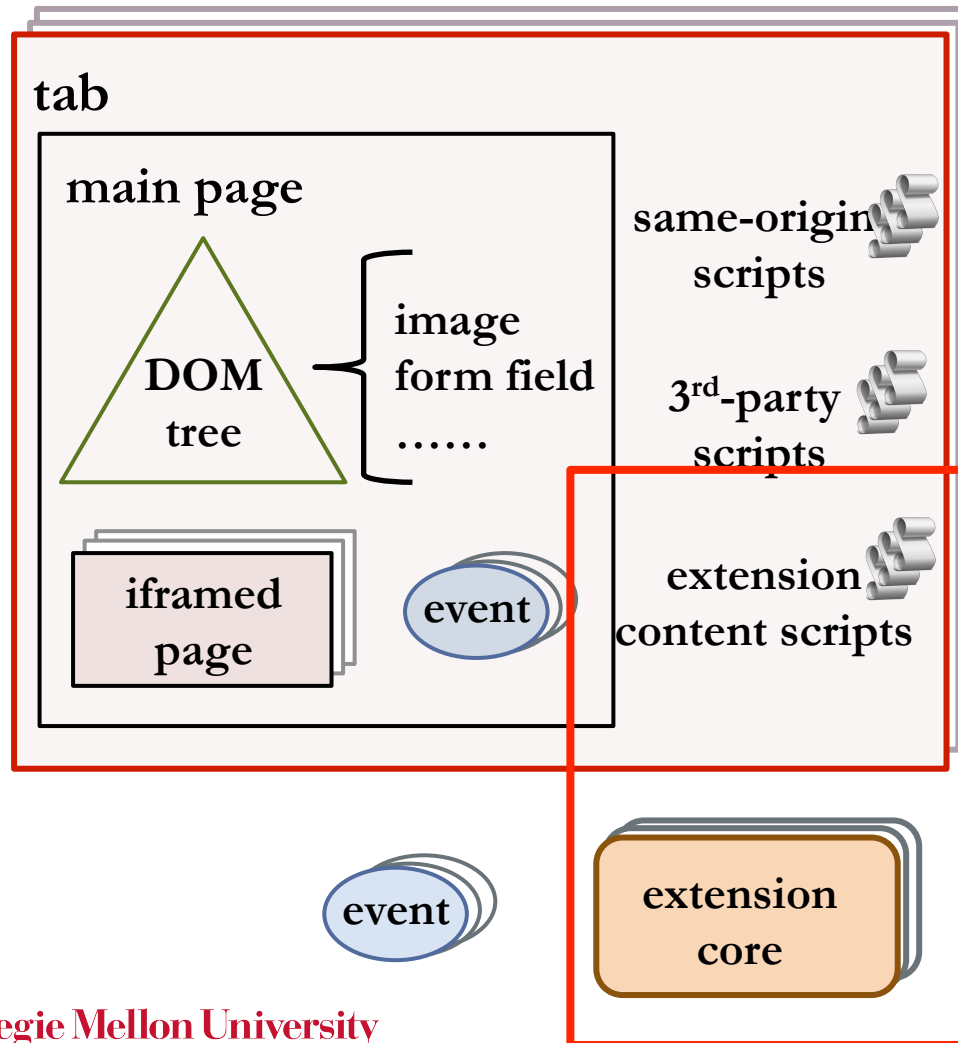 tab
main page
DOM
tree
image
form field
......
same-origin
scripts
3rd-party
scripts
iframed
page
event
extension
content scripts
event
extension
core
egie Mellon University